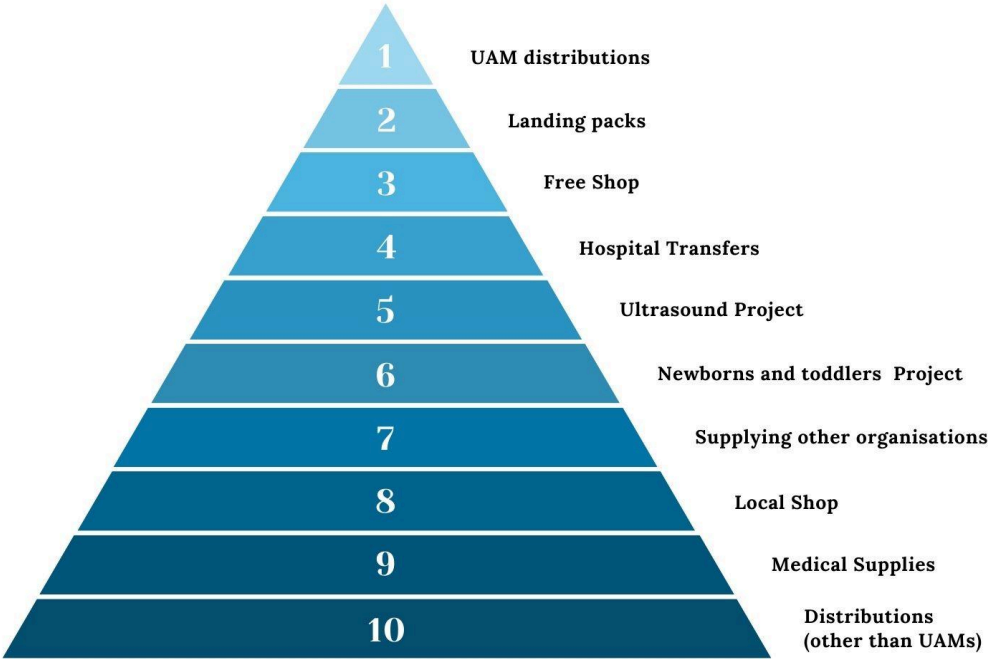 1 UAM distributions
2 Landing packs
3 Free Shop
4 Hospital Transfers
5 Ultrasound Project
6 Newborns and toddlers  Project
7 Supplying other organisations
8 Local Shop
9 Medical Supplies
10 Distributions
(other than UAMs)